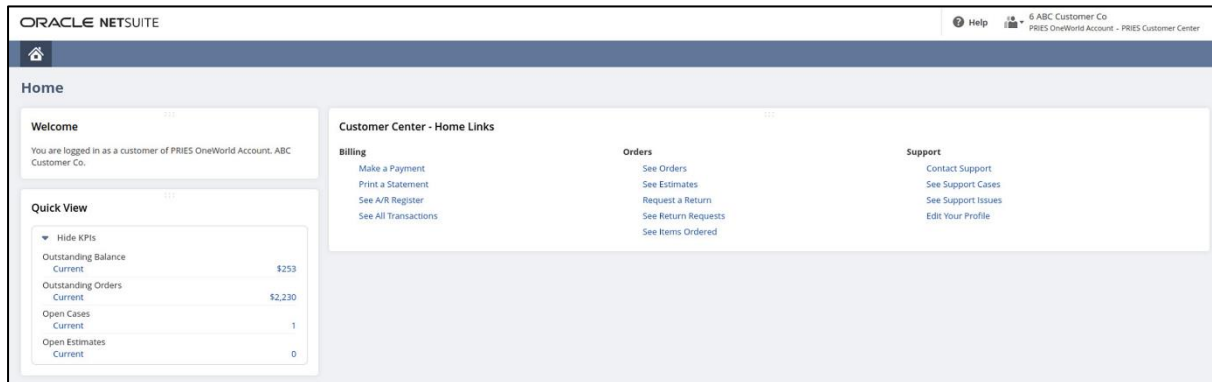 ORACLE NETSUITE
Help
6 ABC Customer Co
PRIES OneWorld Account - PRIES Customer Center
Home
Welcome
You are logged in as a customer of PRIES OneWorld Account. ABC
Customer Co.
Quick View
Hide KPIs
Outstanding Balance
Current $253
Outstanding Orders
Current $2,230
Open Cases
Current 1
Open Estimates
Current 0
Customer Center - Home Links
Billing
Make a Payment
Print a Statement
See A/R Register
See All Transactions
Orders
See Orders
See Estimates
Request a Return
See Return Requests
See Items Ordered
Support
Contact Support
See Support Cases
See Support Issues
Edit Your Profile